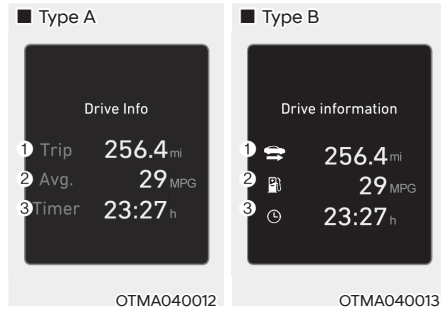 ■ Type A
Drive Info
1 Trip 256.4 mi
2 Avg. 29 MPG
3 Timer 23:27 h
OTMA040012
■ Type B
Drive information
1 256.4 mi
2 29 MPG
3 23:27 h
OTMA040013